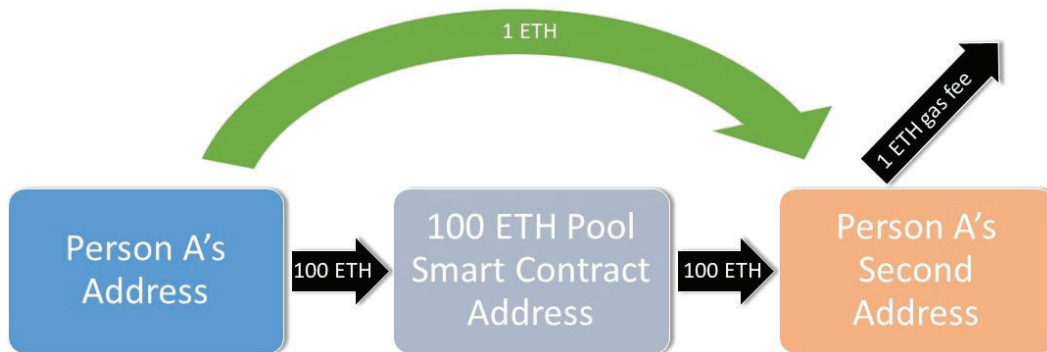 1 ETH
1 ETH gas fee
Person A’s
Address
100 ETH
100 ETH Pool
Smart Contract
Address
100 ETH
Person A’s
Second
Address